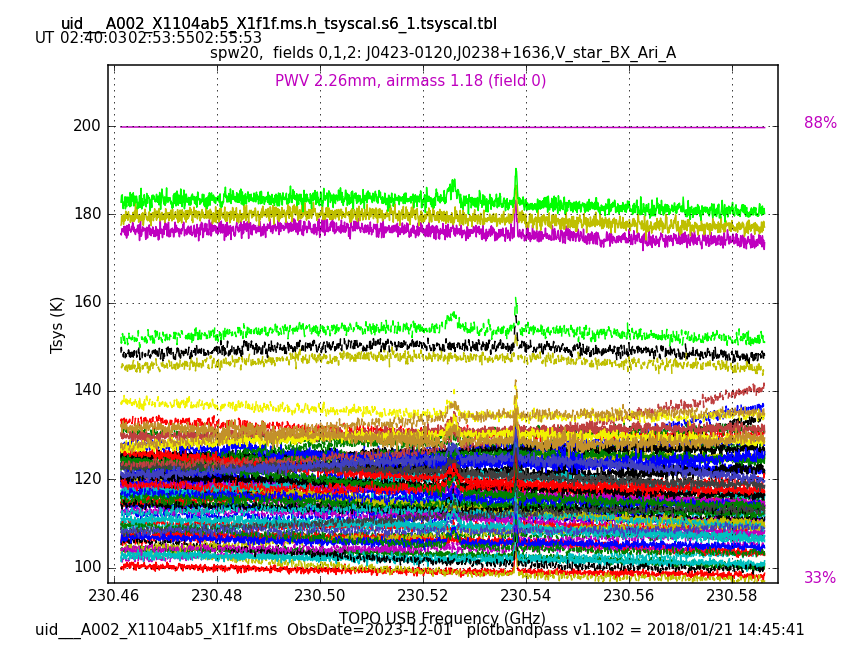 uid___A002_X1104ab5_X1f1f.ms.h_tsyscal.s6_1.tsyscal.tbl
UT 02:40:0302:53:5502:55:53
spw20,  fields 0,1,2: J0423-0120,J0238+1636,V_star_BX_Ari_A
PWV 2.26mm, airmass 1.18 (field 0)
88%
200
180
160
Tsys (K)
140
120
100
33%
230.46 230.48 230.50 230.52 230.54 230.56 230.58
TOPO USB Frequency (GHz)
uid___A002_X1104ab5_X1f1f.ms  ObsDate=2023-12-01   plotbandpass v1.102 = 2018/01/21 14:45:41